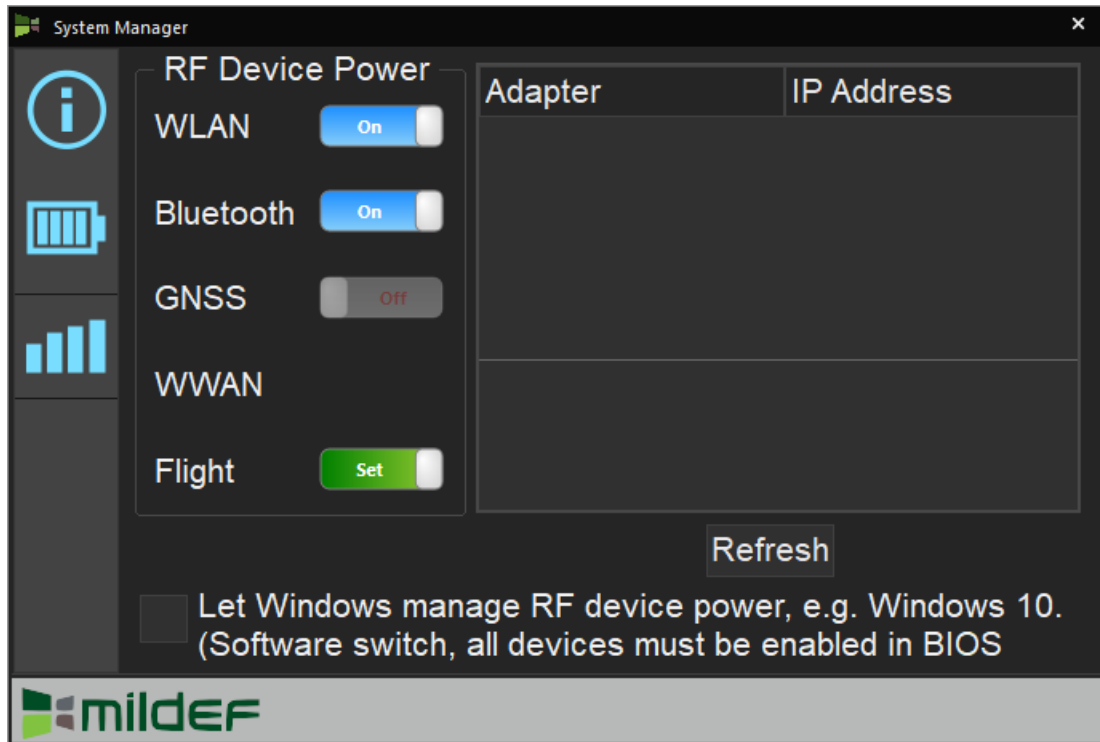 System Manager
RF Device Power
WLAN On
Bluetooth On
GNSS Off
WWAN
Flight Set
Adapter IP Address
Refresh
Let Windows manage RF device power, e.g. Windows 10.
(Software switch, all devices must be enabled in BIOS
mildef